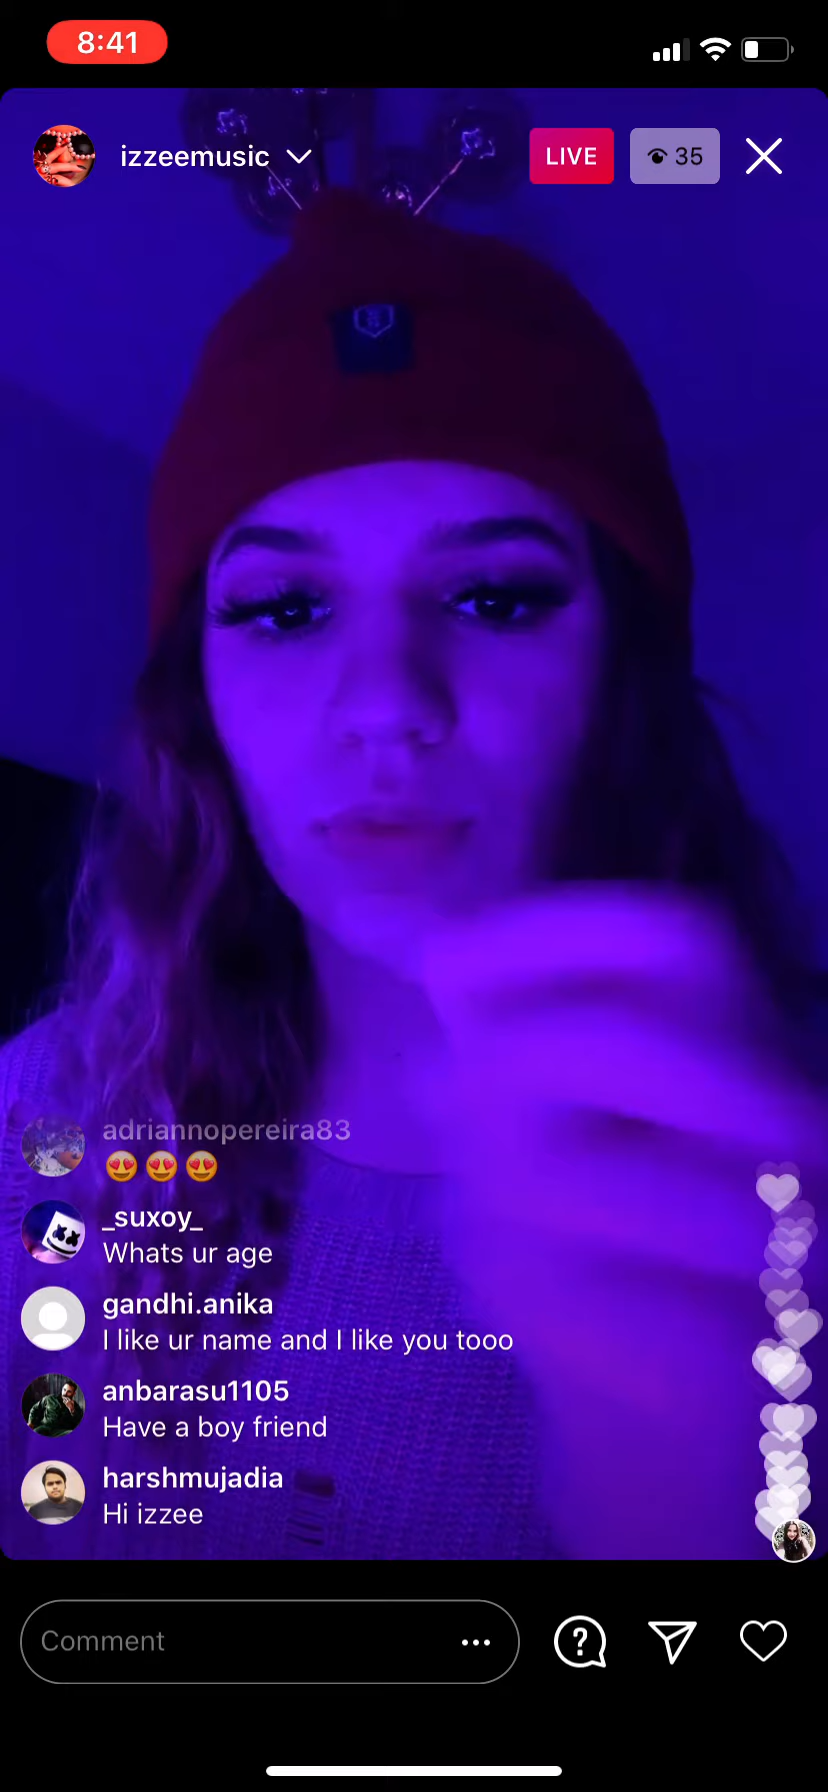 8:41
izzeemusic
LIVE
35
adriannopereira83
😍😍😍
_suxoy_
Whats ur age
gandhi.anika
I like ur name and I like you tooo
anbarasu1105
Have a boy friend
harshmujadia
Hi izzee
Comment